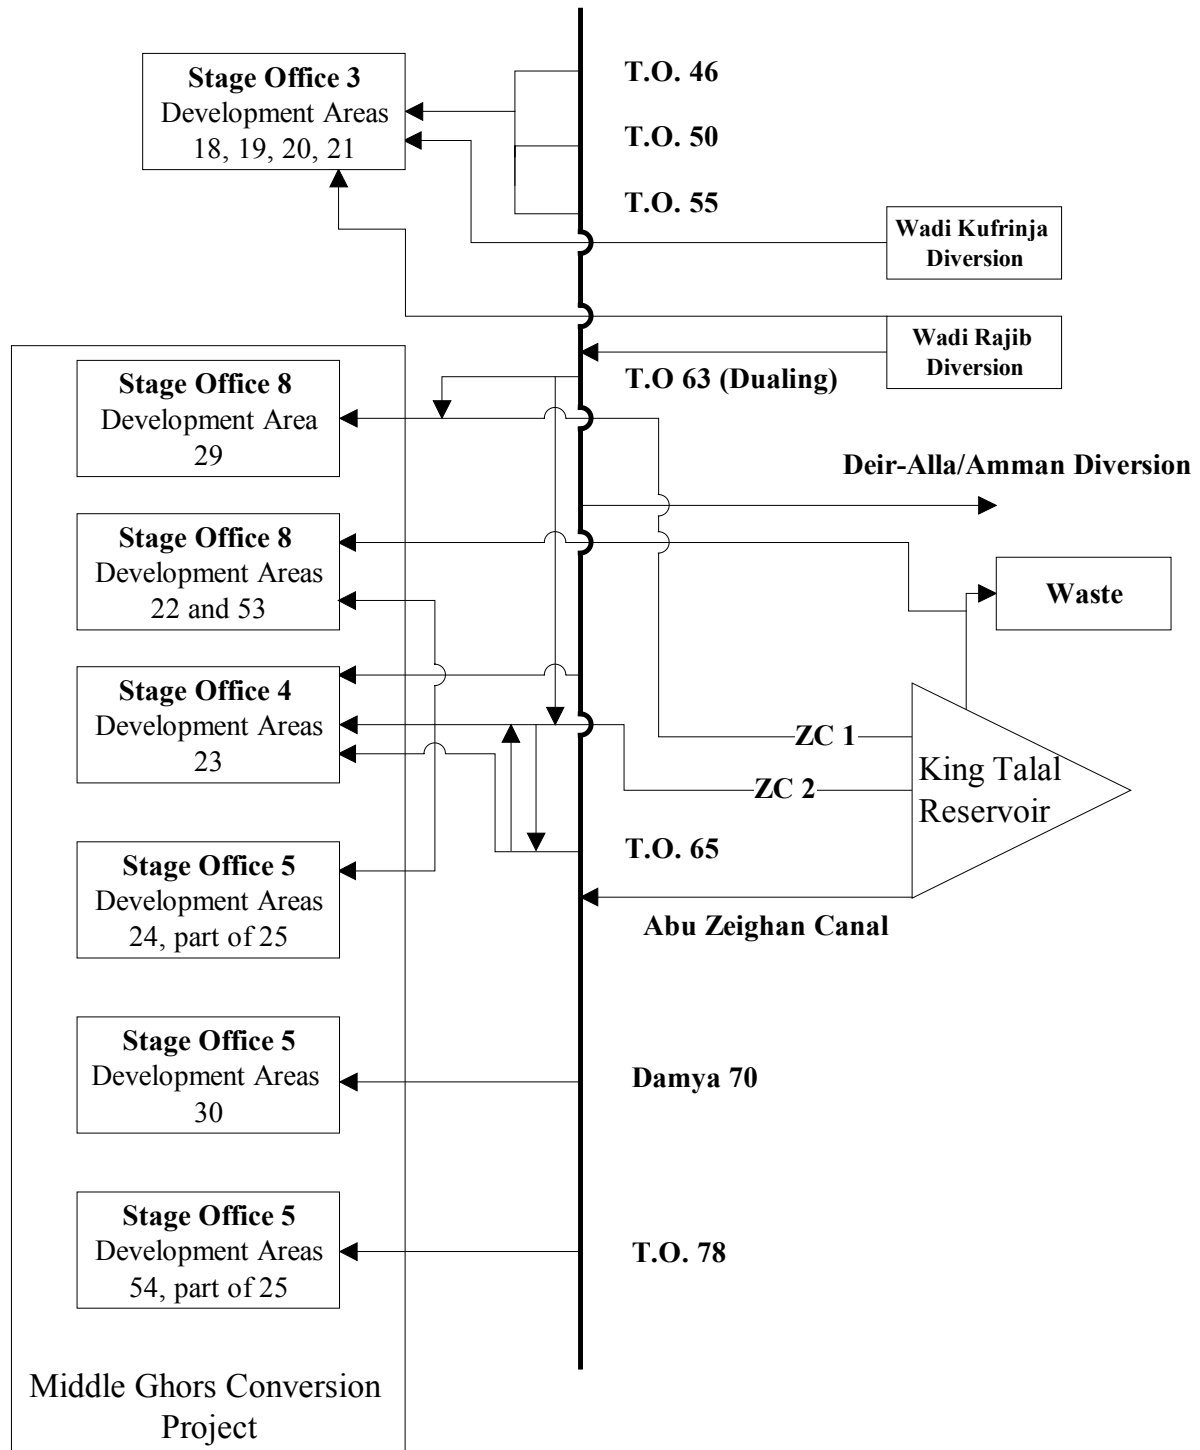 Stage Office 3
Development Areas
18, 19, 20, 21
T.O. 46
T.O. 50
T.O. 55
Wadi Kufrinja
Diversion
Wadi Rajib
Diversion
T.O 63 (Dualing)
Stage Office 8
Development Area
29
Deir-Alla/Amman Diversion
Stage Office 8
Development Areas
22 and 53
Waste
Stage Office 4
Development Areas
23
ZC 1
ZC 2
King Talal
Reservoir
T.O. 65
Abu Zeighan Canal
Stage Office 5
Development Areas
24, part of 25
Stage Office 5
Development Areas
30
Damya 70
Stage Office 5
Development Areas
54, part of 25
T.O. 78
Middle Ghors Conversion
Project